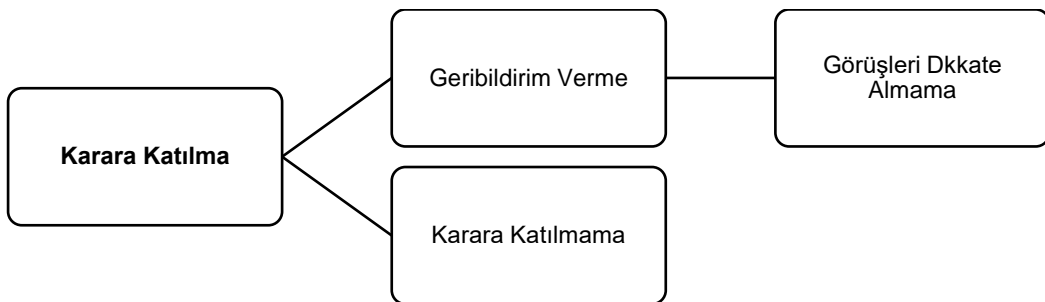 Karara Katılma
Geribildirim Verme
Görüşleri Dkkate
Almama
Karara Katılmama